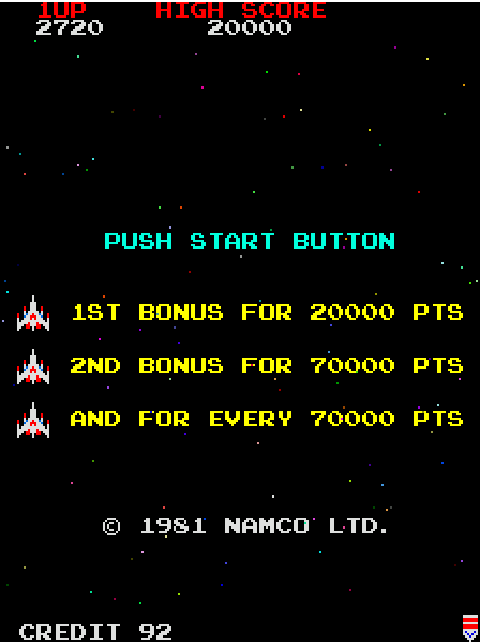 1UP HIGH SCORE
2720 20000
PUSH START BUTTON
1ST BONUS FOR 20000 PTS
2ND BONUS FOR 70000 PTS
AND FOR EVERY 70000 PTS
© 1981 NAMCO LTD.
CREDIT 92